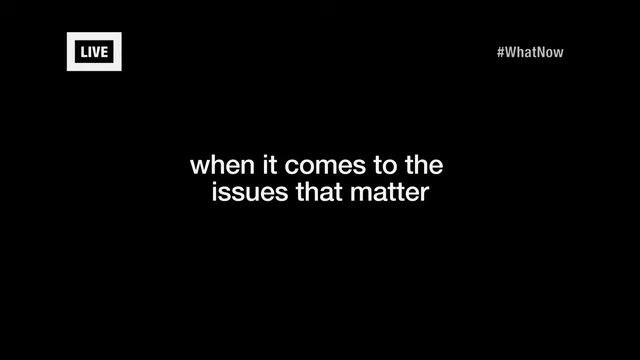 LIVE
#WhatNow
when it comes to the
issues that matter